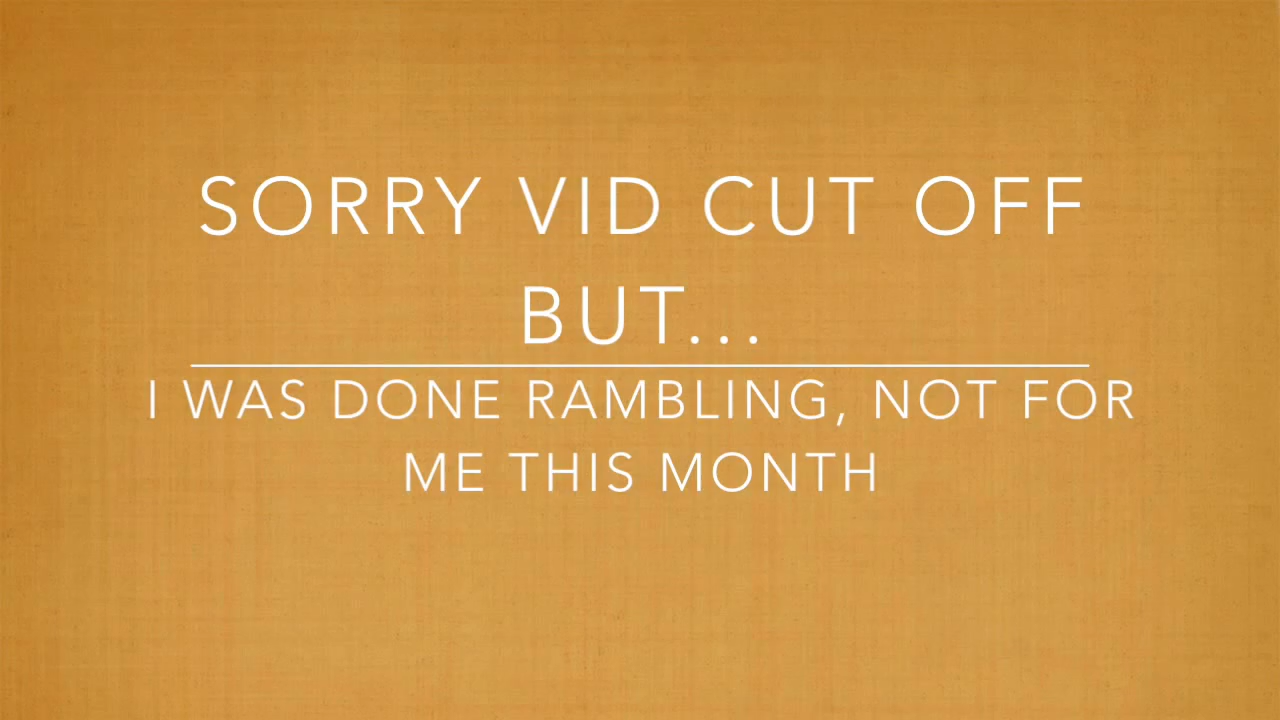 SORRY VID CUT OFF
BUT...
I WAS DONE RAMBLING, NOT FOR
ME THIS MONTH